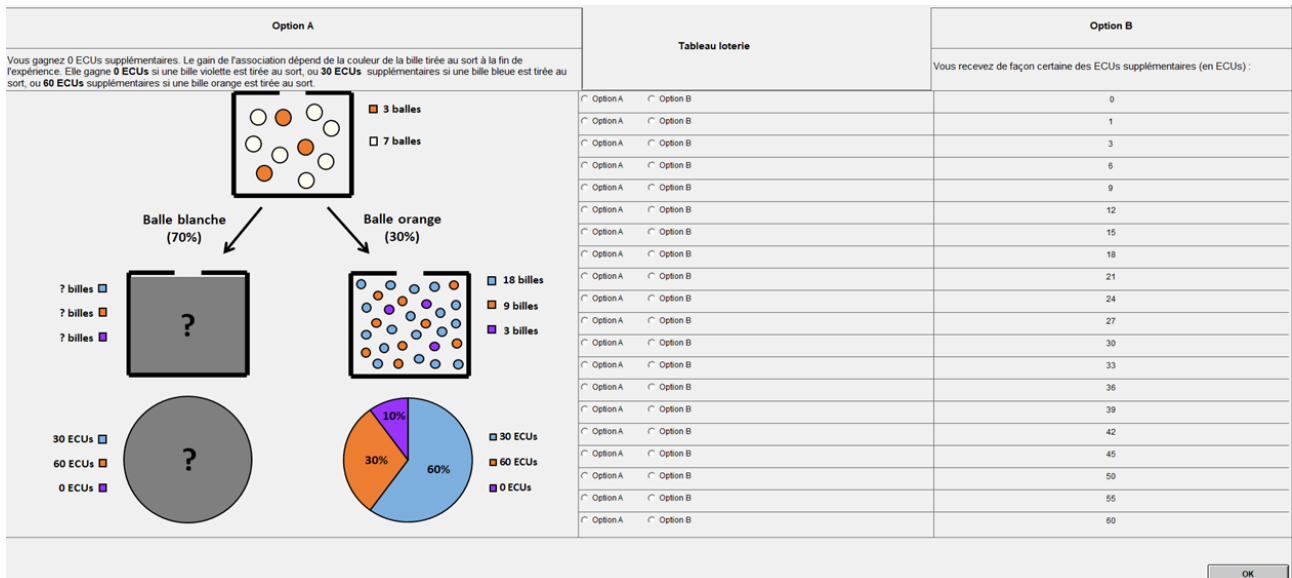 Option A
Tableau loterie
Option B
Vous gagnez 0 ECUs supplémentaires. Le gain de l'association dépend de la couleur de la bille tirée au sort à la fin de
l'expérience. Elle gagne 0 ECUs si une bille violette est tirée au sort, ou 30 ECUs supplémentaires si une bille bleue est tirée au
sort, ou 60 ECUs supplémentaires si une bille orange est tirée au sort.
Vous recevez de façon certaine des ECUs supplémentaires (en ECUs) :
3 balles
7 balles
Balle blanche
(70%)
Balle orange
(30%)
? billes
? billes
? billes
?
18 billes
9 billes
3 billes
30 ECUs
60 ECUs
0 ECUs
?
10%
30%
60%
30 ECUs
60 ECUs
0 ECUs
Option A Option B 0
Option A Option B 1
Option A Option B 3
Option A Option B 6
Option A Option B 9
Option A Option B 12
Option A Option B 15
Option A Option B 18
Option A Option B 21
Option A Option B 24
Option A Option B 27
Option A Option B 30
Option A Option B 33
Option A Option B 36
Option A Option B 39
Option A Option B 42
Option A Option B 45
Option A Option B 50
Option A Option B 55
Option A Option B 60
OK